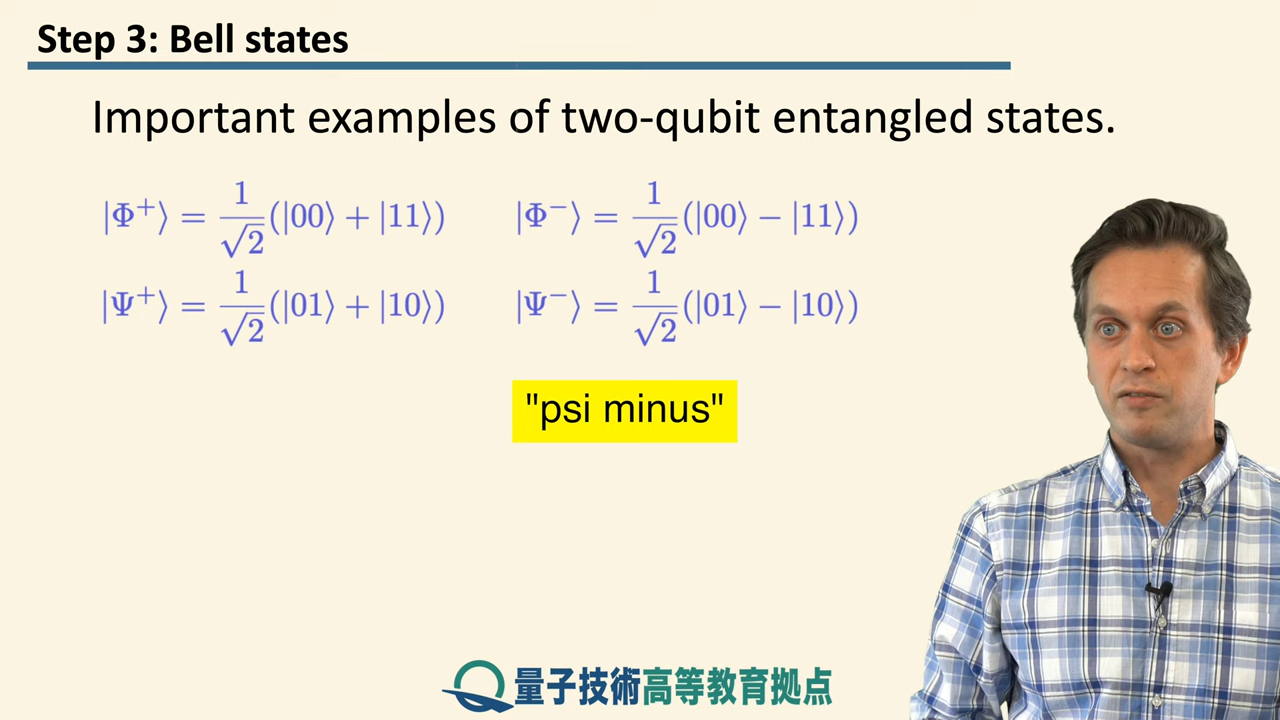 Step 3: Bell states
Important examples of two-qubit entangled states.
|Φ⁺⟩ = 1/√2(|00⟩ + |11⟩) |Φ⁻⟩ = 1/√2(|00⟩ − |11⟩)
|Ψ⁺⟩ = 1/√2(|01⟩ + |10⟩) |Ψ⁻⟩ = 1/√2(|01⟩ − |10⟩)
"psi minus"
量子技術高等教育拠点